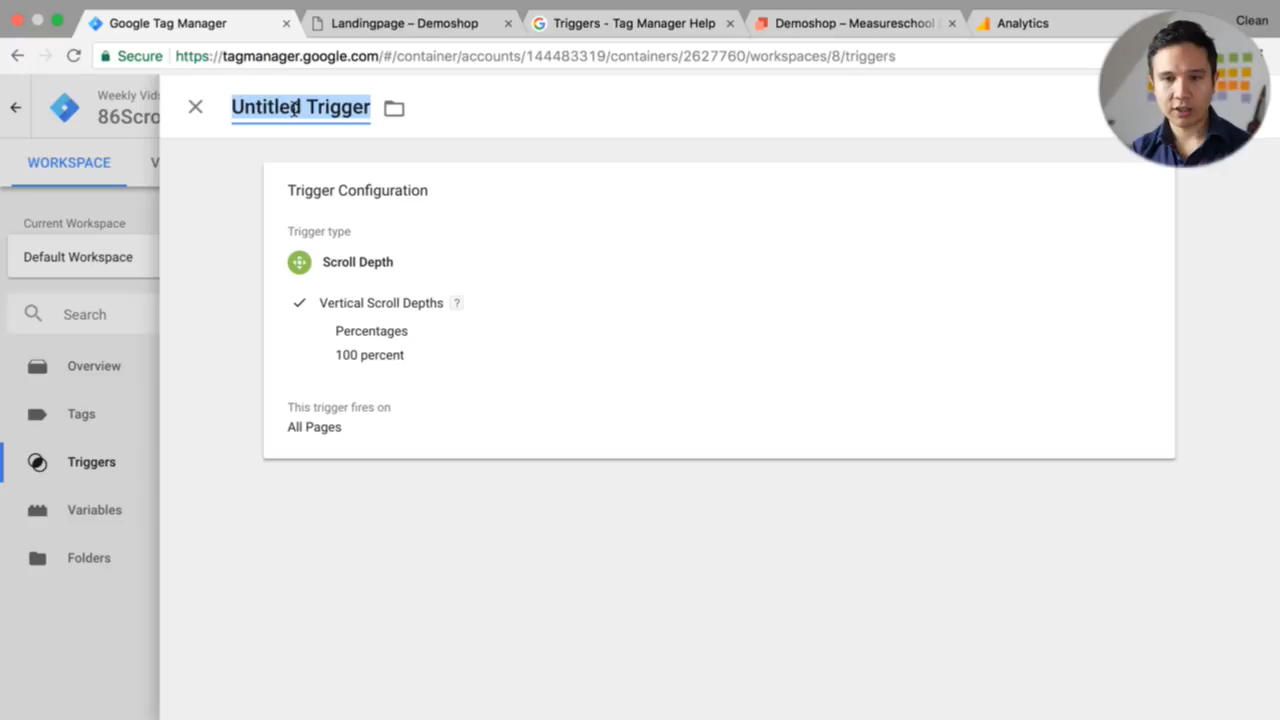 Google Tag Manager
Landingpage – Demoshop
Triggers - Tag Manager Help
Demoshop – Measureschool
Analytics
Clean
Secure
https://tagmanager.google.com/#/container/accounts/144483319/containers/2627760/workspaces/8/triggers
Weekly Vids
86Scro
Untitled Trigger
WORKSPACE
V
Trigger Configuration
Current Workspace
Default Workspace
Trigger type
Scroll Depth
Search
Vertical Scroll Depths ?
Percentages
100 percent
Overview
Tags
This trigger fires on
All Pages
Triggers
Variables
Folders